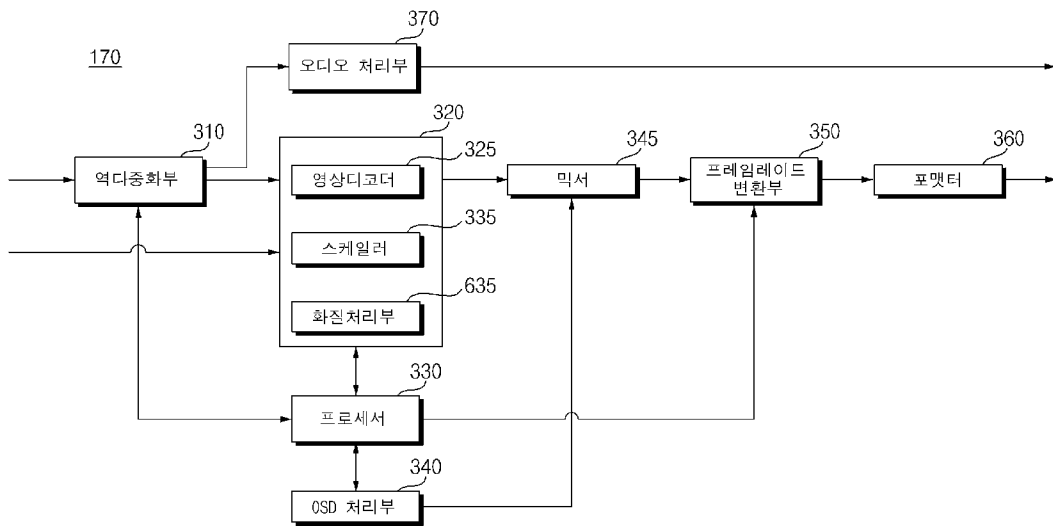 170
370
오디오 처리부
310
역다중화부
320
325
영상디코더
335
스케일러
635
화질처리부
345
믹서
350
프레임레이드
변환부
360
포맷터
330
프로세서
340
OSD 처리부